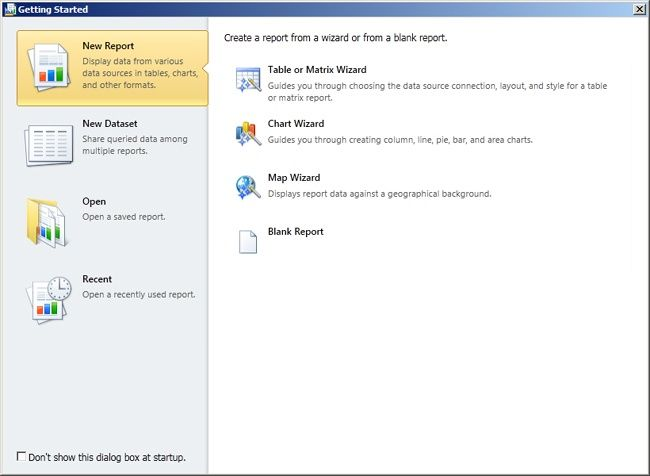 Getting Started
New Report
Display data from various
data sources in tables, charts,
and other formats.
New Dataset
Share queried data among
multiple reports.
Open
Open a saved report.
Recent
Open a recently used report.
Don't show this dialog box at startup.
Create a report from a wizard or from a blank report.
Table or Matrix Wizard
Guides you through choosing the data source connection, layout, and style for a table
or matrix report.
Chart Wizard
Guides you through creating column, line, pie, bar, and area charts.
Map Wizard
Displays report data against a geographical background.
Blank Report